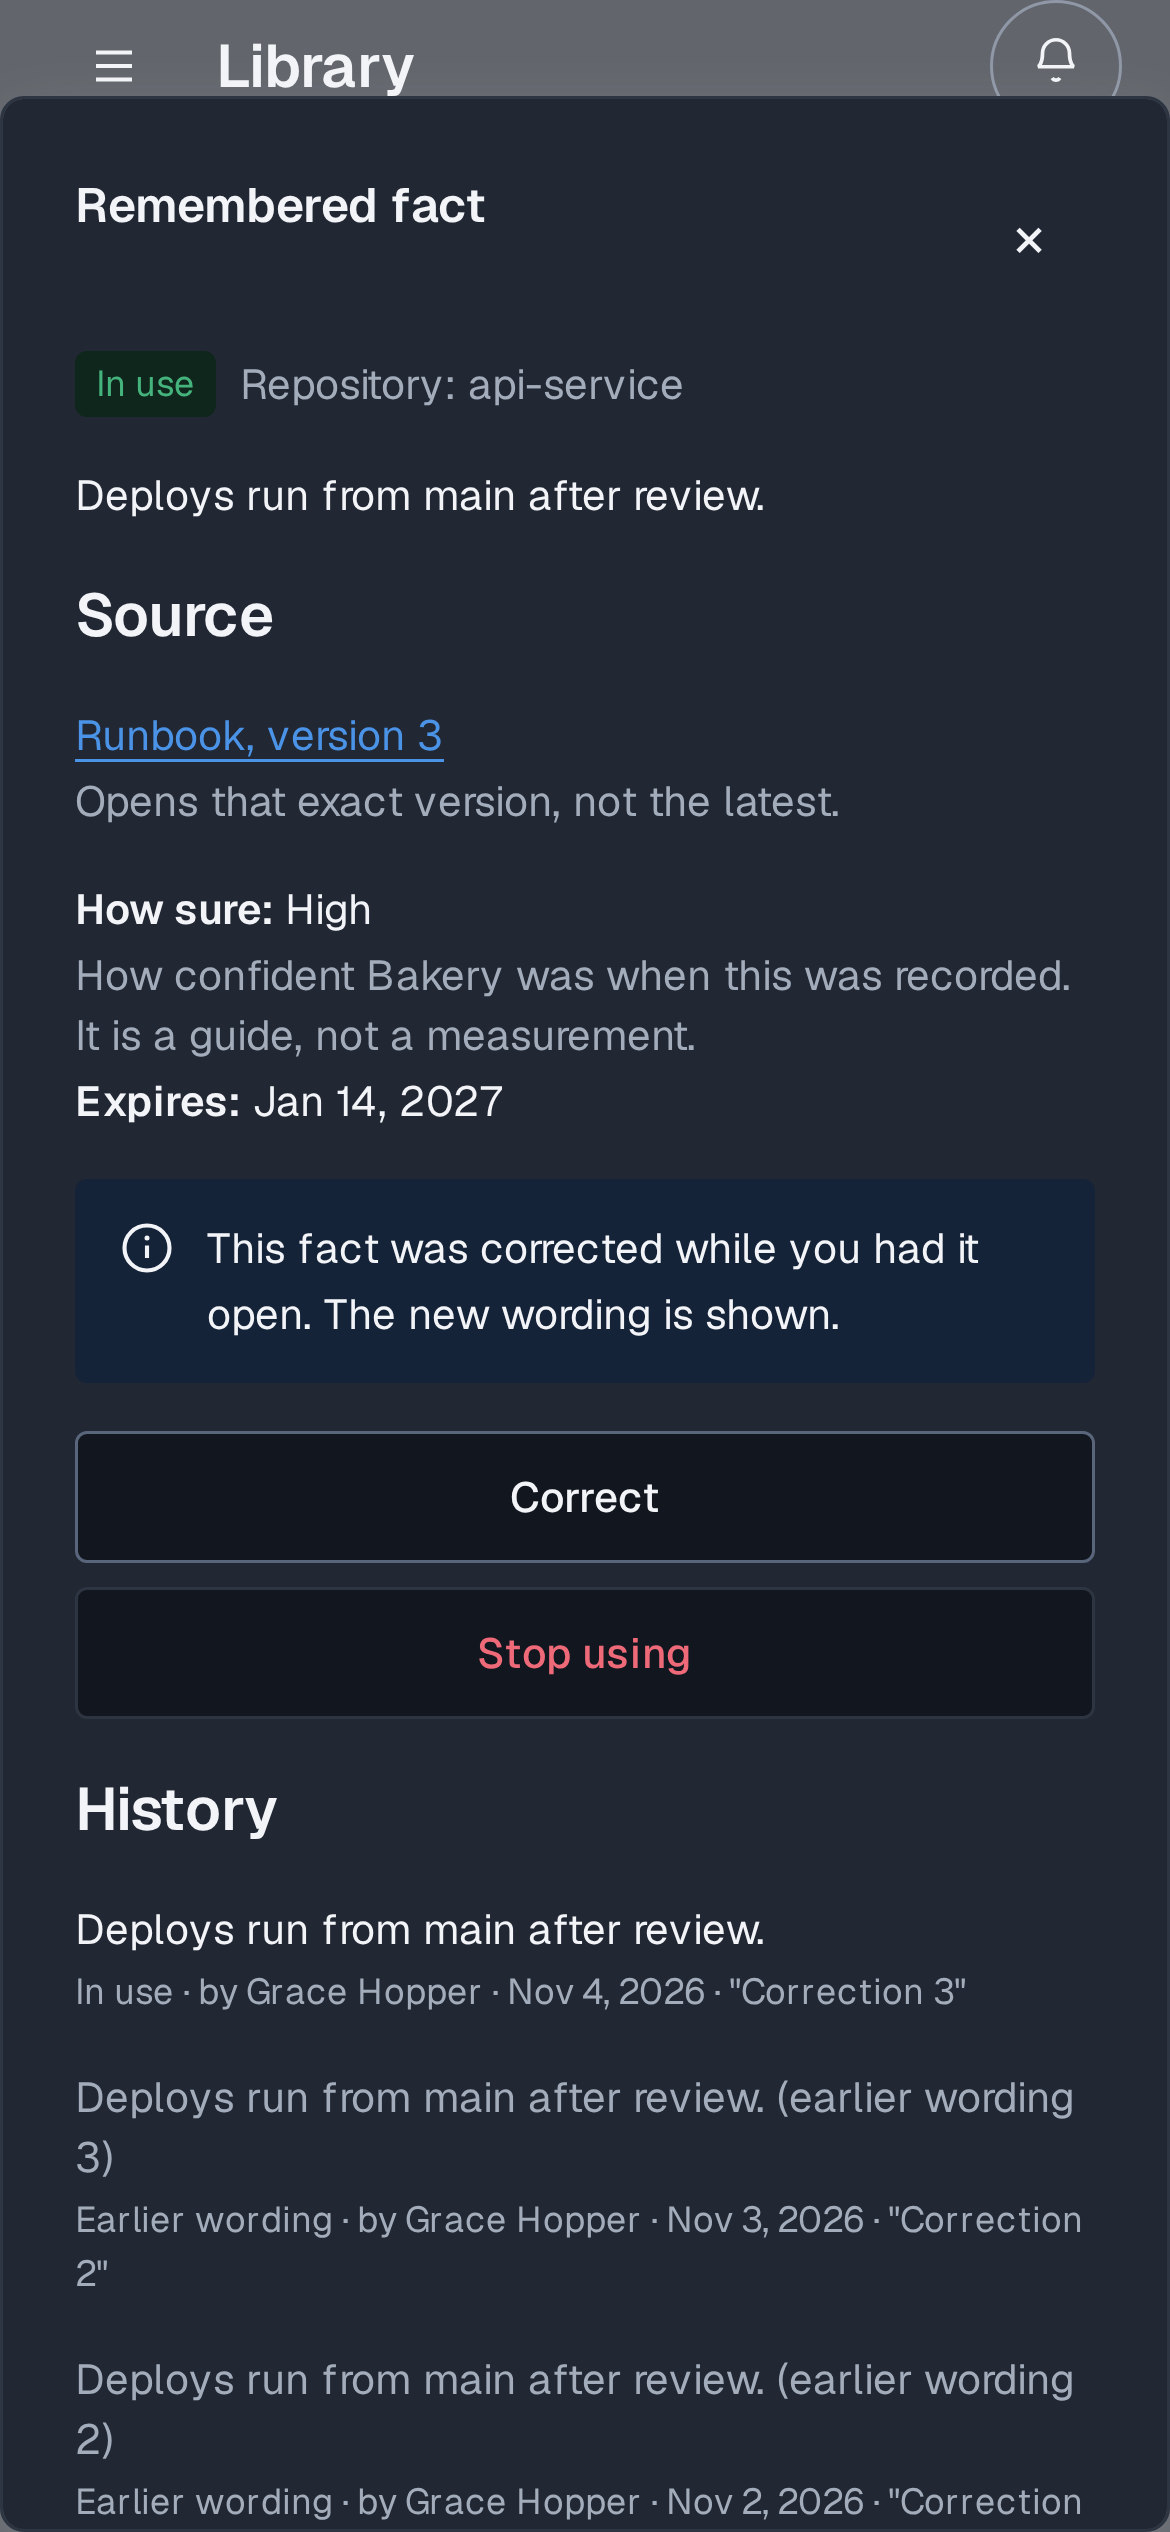 Library
Remembered fact
In use
Repository: api-service
Deploys run from main after review.
Source
Runbook, version 3
Opens that exact version, not the latest.
How sure: High
How confident Bakery was when this was recorded.
It is a guide, not a measurement.
Expires: Jan 14, 2027
This fact was corrected while you had it
open. The new wording is shown.
Correct
Stop using
History
Deploys run from main after review.
In use · by Grace Hopper · Nov 4, 2026 · "Correction 3"
Deploys run from main after review. (earlier wording
3)
Earlier wording · by Grace Hopper · Nov 3, 2026 · "Correction
2"
Deploys run from main after review. (earlier wording
2)
Earlier wording · by Grace Hopper · Nov 2, 2026 · "Correction